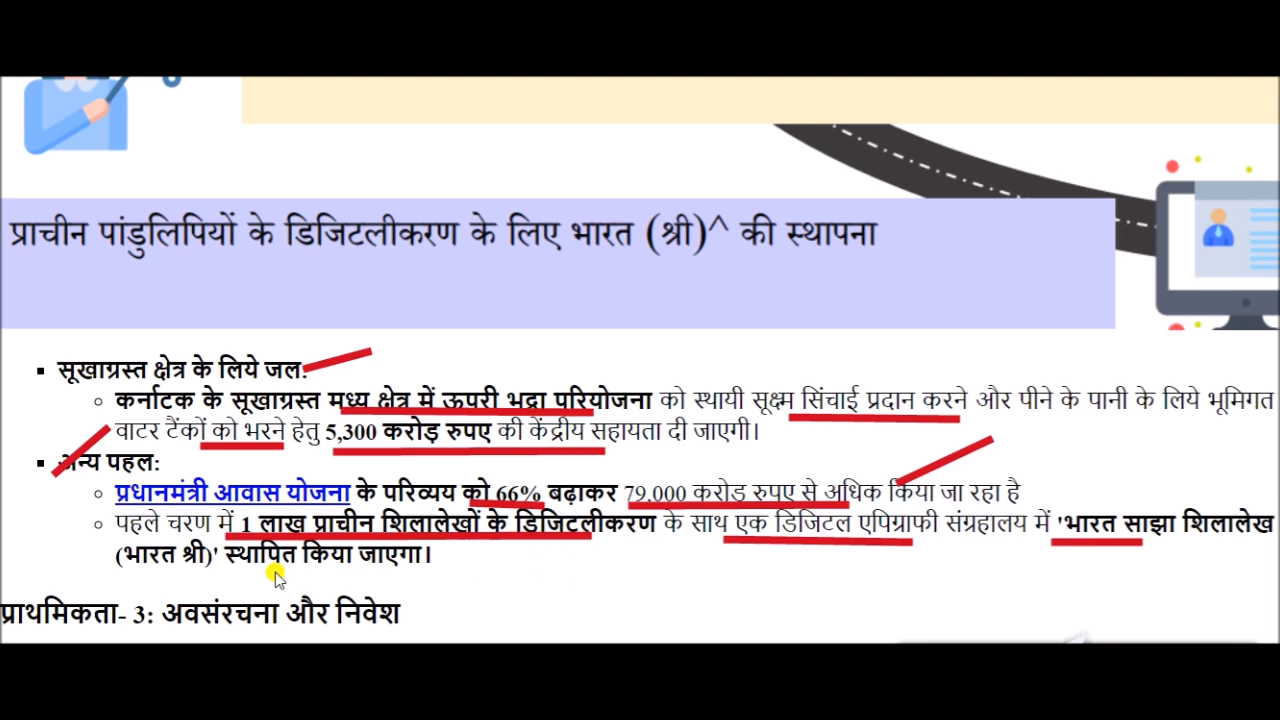 प्राचीन पांडुलिपियों के डिजिटलीकरण के लिए भारत (श्री)^ की स्थापना
▪ सूखाग्रस्त क्षेत्र के लिये जल:
○ कर्नाटक के सूखाग्रस्त मध्य क्षेत्र में ऊपरी भद्रा परियोजना को स्थायी सूक्ष्म सिंचाई प्रदान करने और पीने के पानी के लिये भूमिगत
वाटर टैंकों को भरने हेतु 5,300 करोड़ रुपए की केंद्रीय सहायता दी जाएगी।
▪ अन्य पहल:
○ प्रधानमंत्री आवास योजना के परिव्यय को 66% बढ़ाकर 79,000 करोड़ रुपए से अधिक किया जा रहा है
○ पहले चरण में 1 लाख प्राचीन शिलालेखों के डिजिटलीकरण के साथ एक डिजिटल एपिग्राफी संग्रहालय में 'भारत साझा शिलालेख
(भारत श्री)' स्थापित किया जाएगा।
प्राथमिकता- 3: अवसंरचना और निवेश